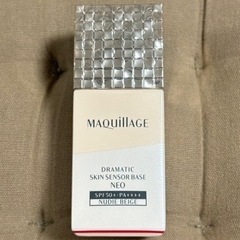 MAQuillAGE
DRAMATIC
SKIN SENSOR BASE
NEO
SPF50+・PA++++
NUDIE BEIGE